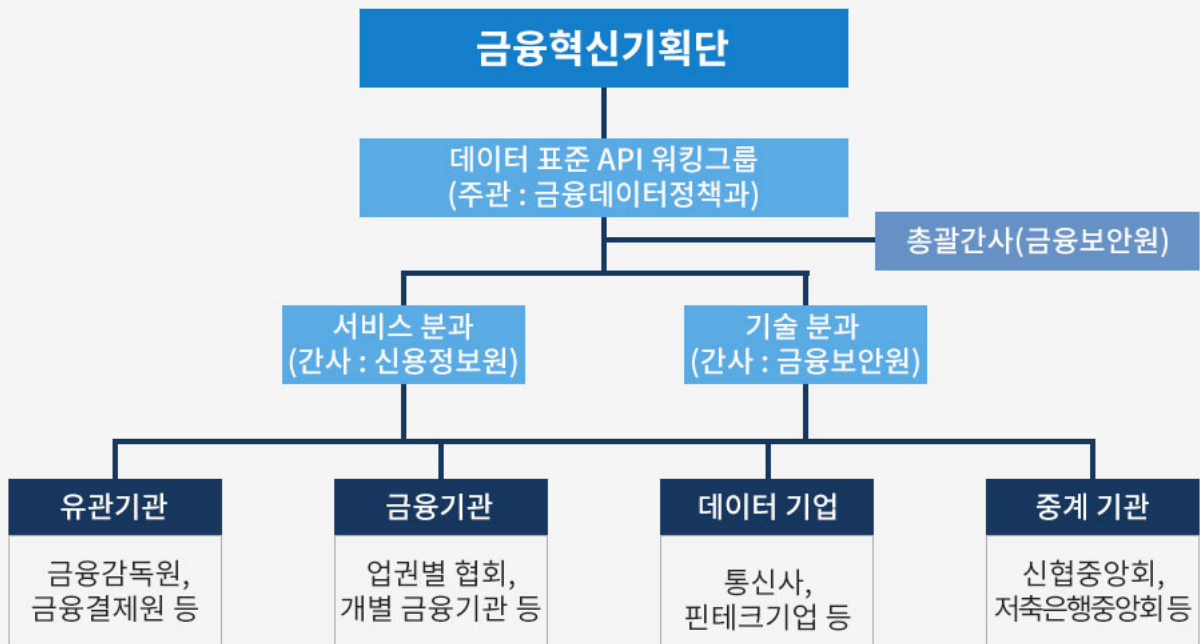 금융혁신기획단
데이터 표준 API 워킹그룹
(주관 : 금융데이터정책과)
총괄간사(금융보안원)
서비스 분과
(간사 : 신용정보원)
기술 분과
(간사 : 금융보안원)
유관기관
금융감독원,
금융결제원 등
금융기관
업권별 협회,
개별 금융기관 등
데이터 기업
통신사,
핀테크기업 등
중계 기관
신협중앙회,
저축은행중앙회 등